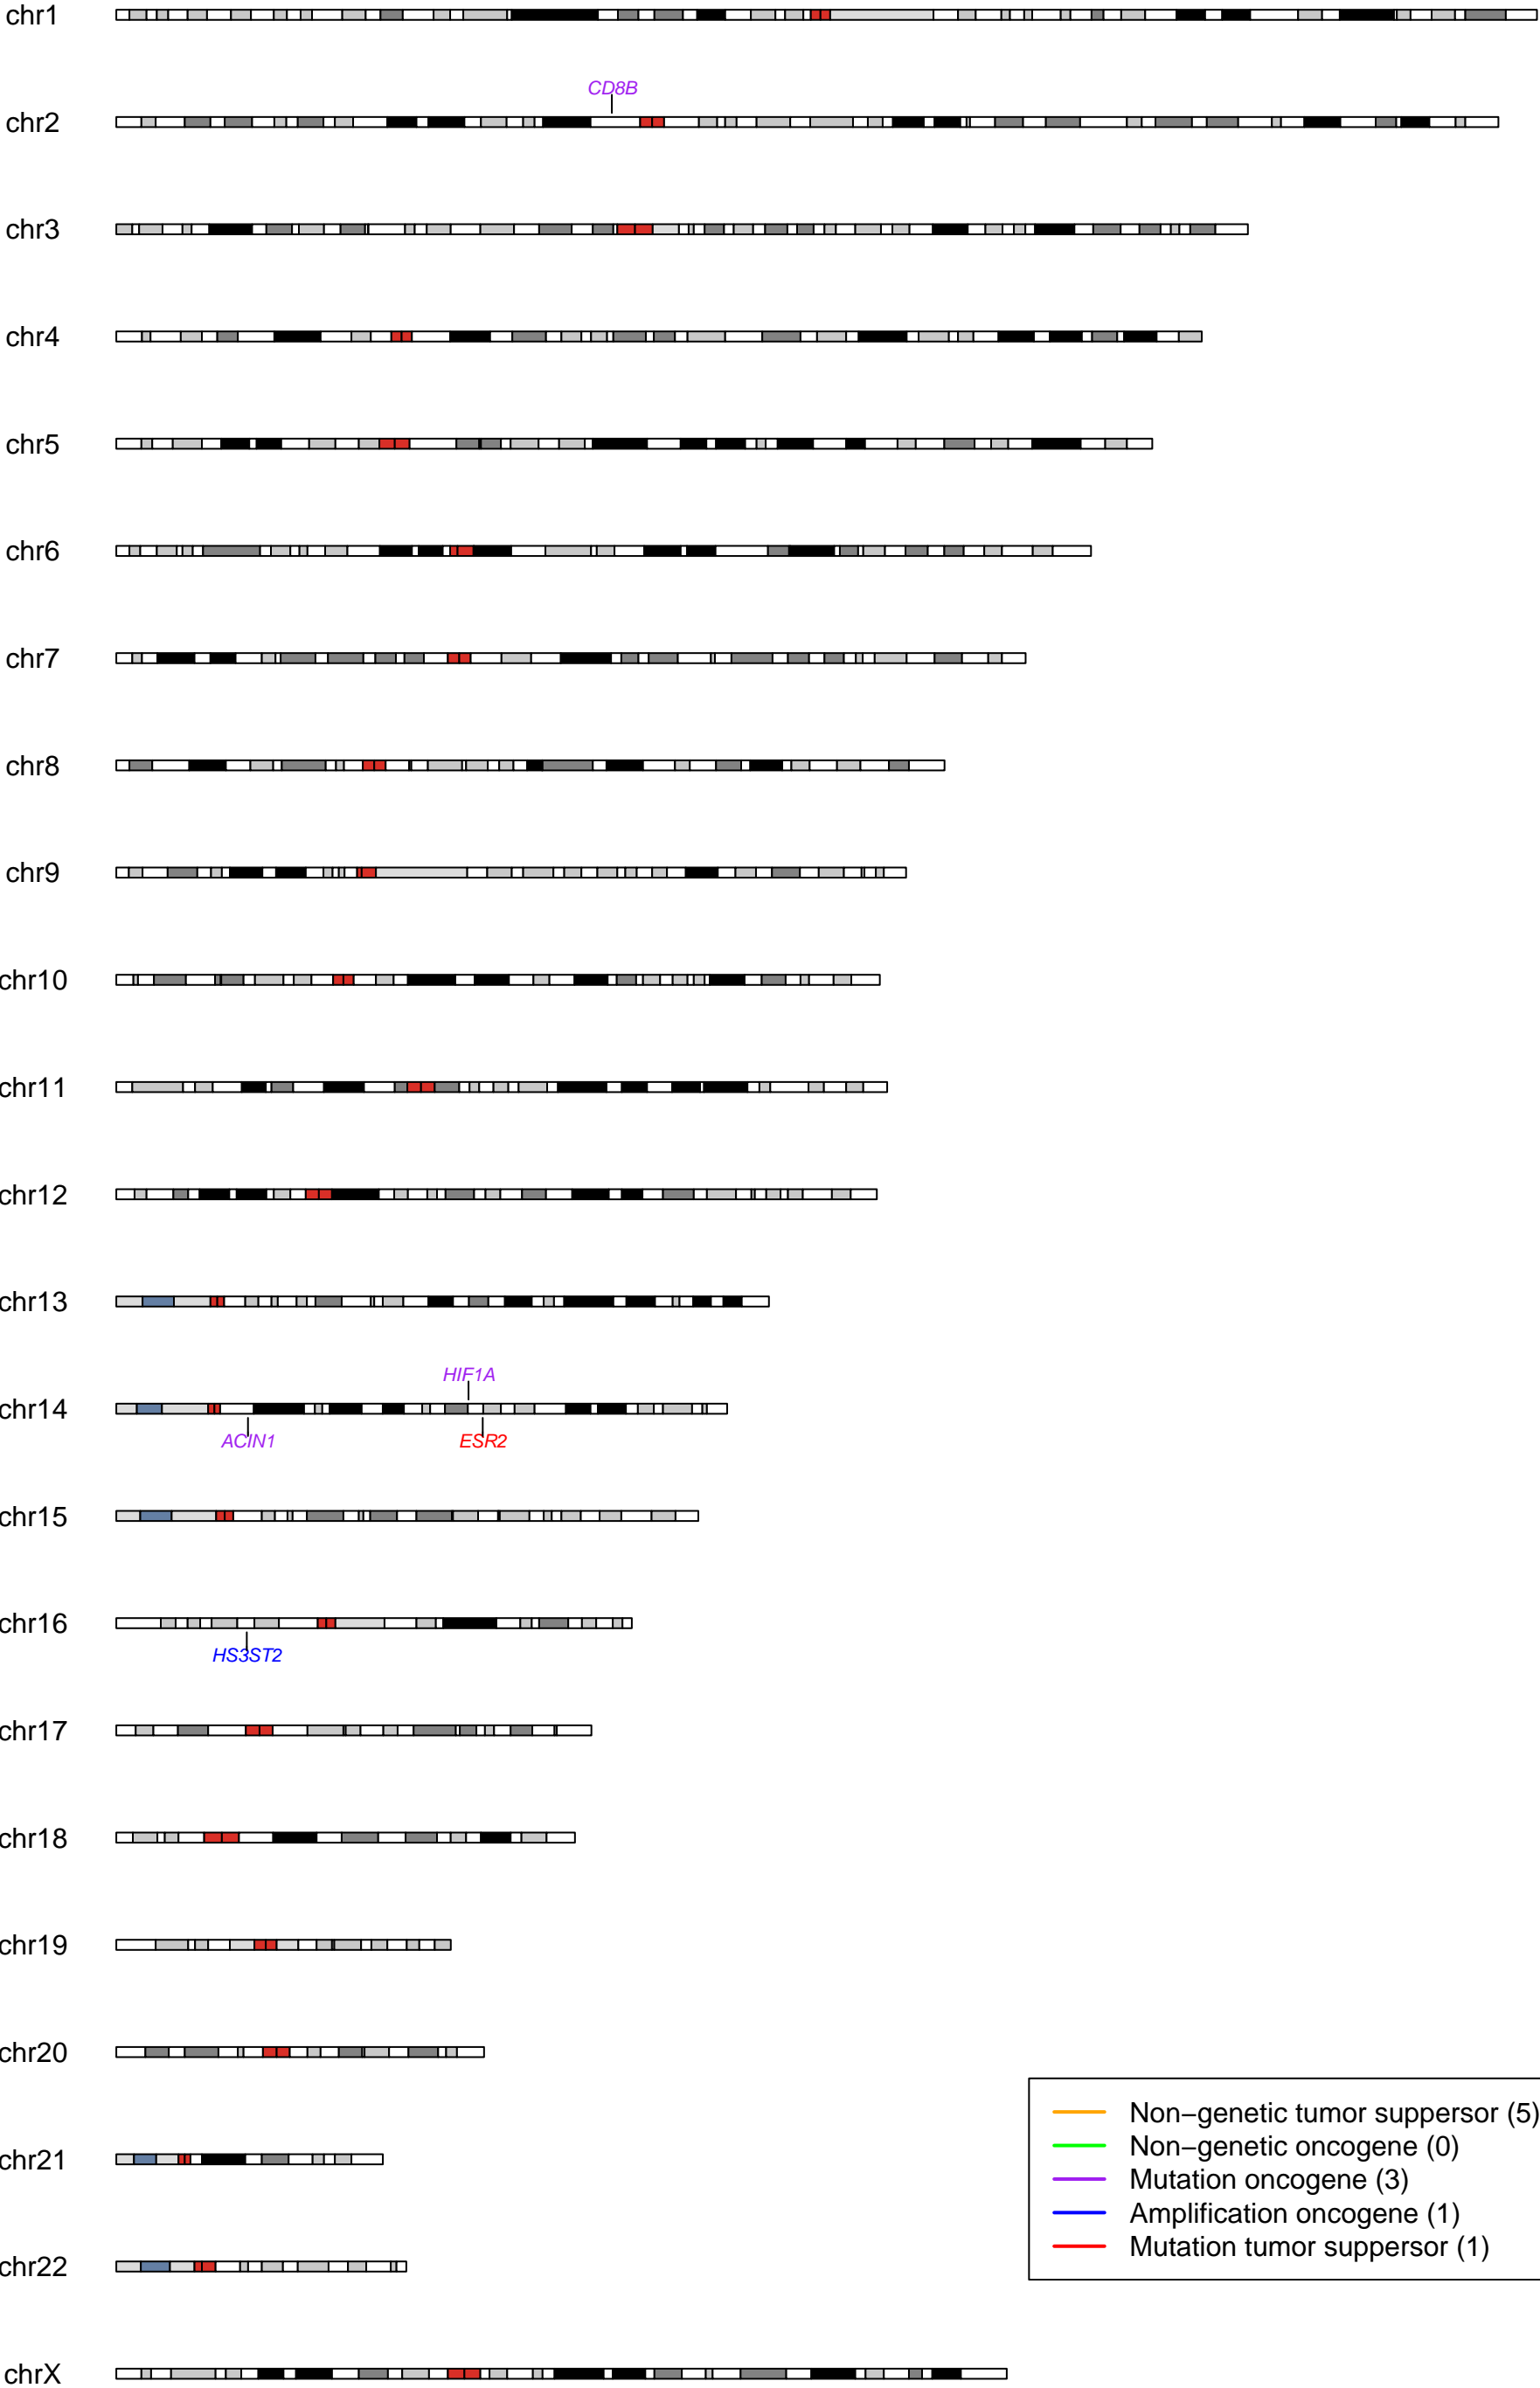 chr1
CD8B
chr2
chr3
chr4
chr5
chr6
chr7
chr8
chr9
chr10
chr11
chr12
chr13
HIF1A
chr14
ACIN1 ESR2
chr15
chr16
HS3ST2
chr17
chr18
chr19
chr20
Non−genetic tumor suppersor (5)
Non−genetic oncogene (0)
Mutation oncogene (3)
Amplification oncogene (1)
Mutation tumor suppersor (1)
chr21
chr22
chrX